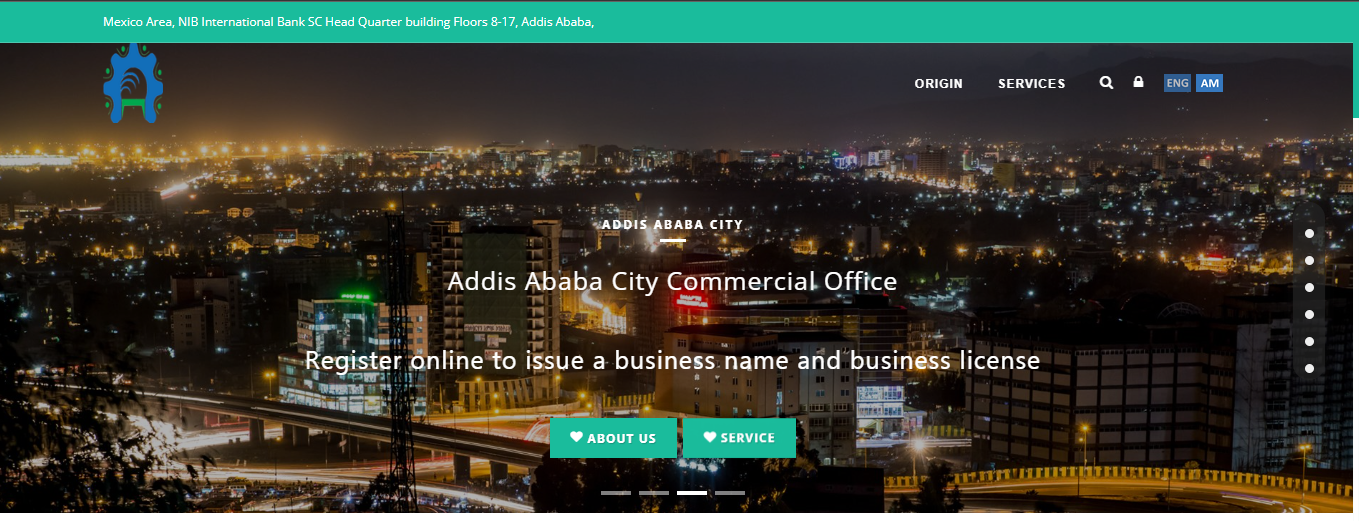 Mexico Area, NIB International Bank SC Head Quarter building Floors 8-17, Addis Ababa,
ORIGIN
SERVICES
ENG
AM
ADDIS ABABA CITY
Addis Ababa City Commercial Office
Register online to issue a business name and business license
ABOUT US
SERVICE